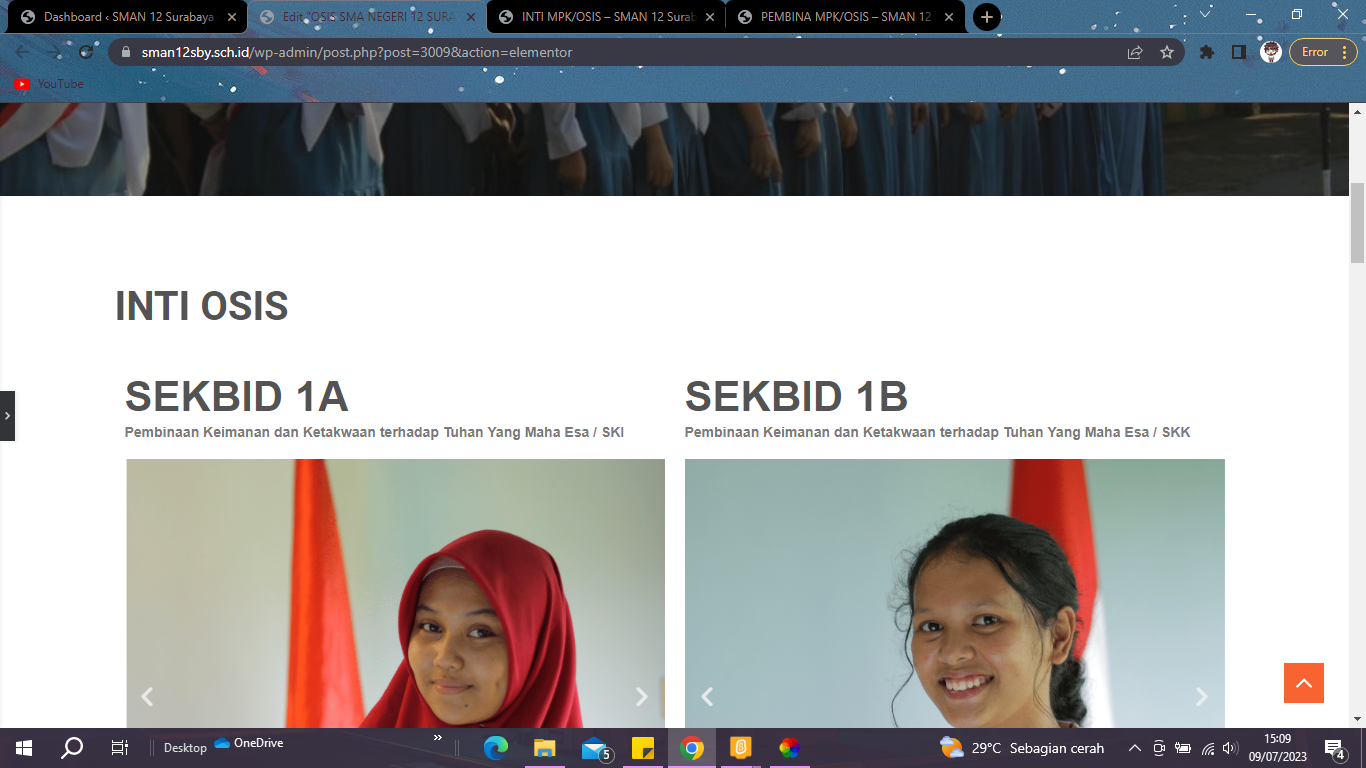 Dashboard ‹ SMAN 12 Surabaya
Edit "OSIS SMA NEGERI 12 SURA
INTI MPK/OSIS – SMAN 12 Surab
PEMBINA MPK/OSIS – SMAN 12
sman12sby.sch.id/wp-admin/post.php?post=3009&action=elementor
Error
YouTube
INTI OSIS
SEKBID 1A
Pembinaan Keimanan dan Ketakwaan terhadap Tuhan Yang Maha Esa / SKI
SEKBID 1B
Pembinaan Keimanan dan Ketakwaan terhadap Tuhan Yang Maha Esa / SKK
Desktop
OneDrive
5
29°C Sebagian cerah
15:09
09/07/2023
4